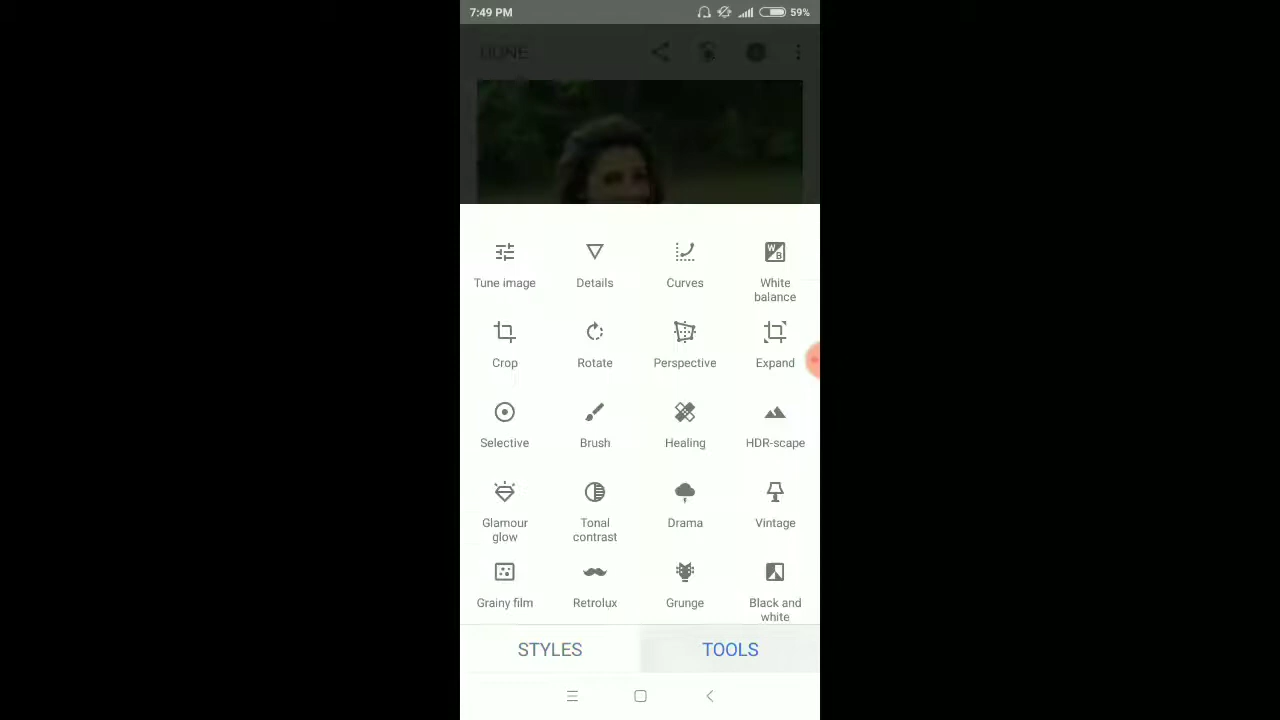 7:49 PM 59%
DONE
Tune image Details Curves White balance
Crop Rotate Perspective Expand
Selective Brush Healing HDR-scape
Glamour glow Tonal contrast Drama Vintage
Grainy film Retrolux Grunge Black and white
STYLES TOOLS